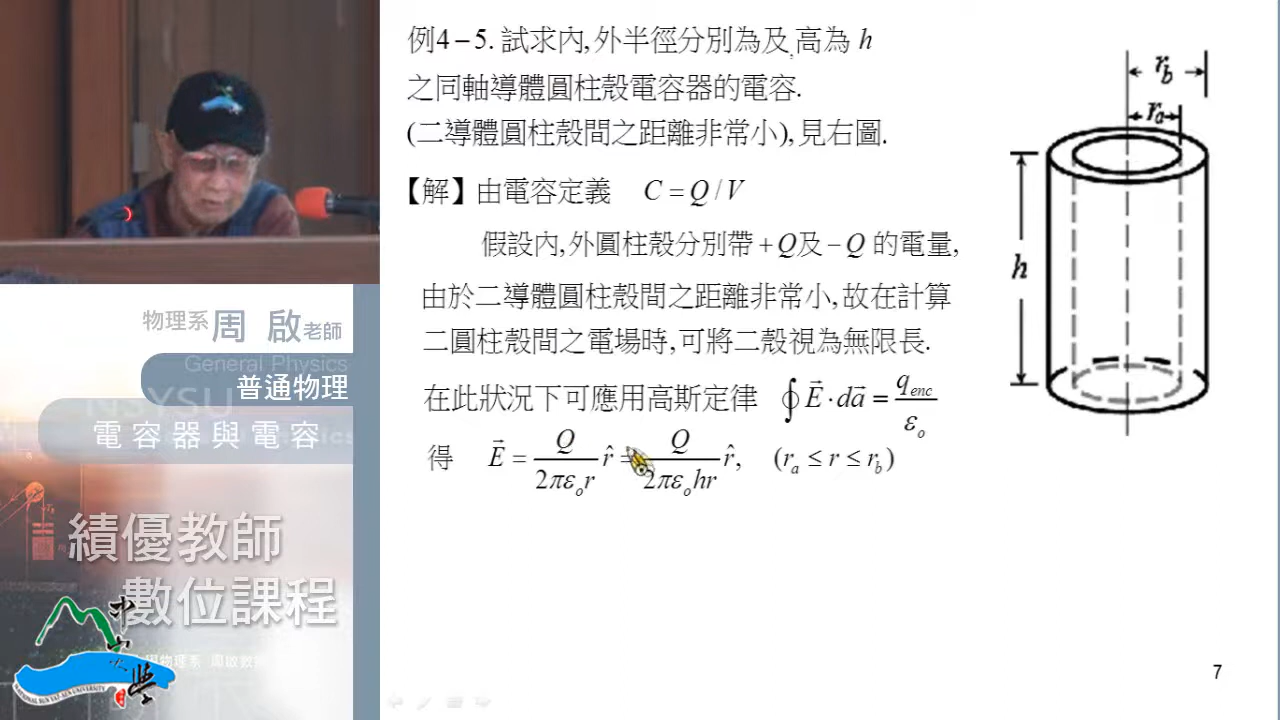 例4-5. 試求內,外半徑分別為及,高為 h
之同軸導體圓柱殼電容器的電容.
(二導體圓柱殼間之距離非常小),見右圖.
【解】由電容定義 C = Q / V
假設內,外圓柱殼分別帶 +Q及 -Q 的電量,
由於二導體圓柱殼間之距離非常小,故在計算
二圓柱殼間之電場時,可將二殼視為無限長.
在此狀況下可應用高斯定律 ∮E⃗·da⃗ = q_enc/ε_o
得 E⃗ = Q/2πε_o r r̂ = Q/2πε_o hr r̂, (r_a ≤ r ≤ r_b)
r_b
r_a
h
物理系 周 啟 老師
General Physics
普通物理
NSYSU
電容器與電容
績優教師
數位課程
7